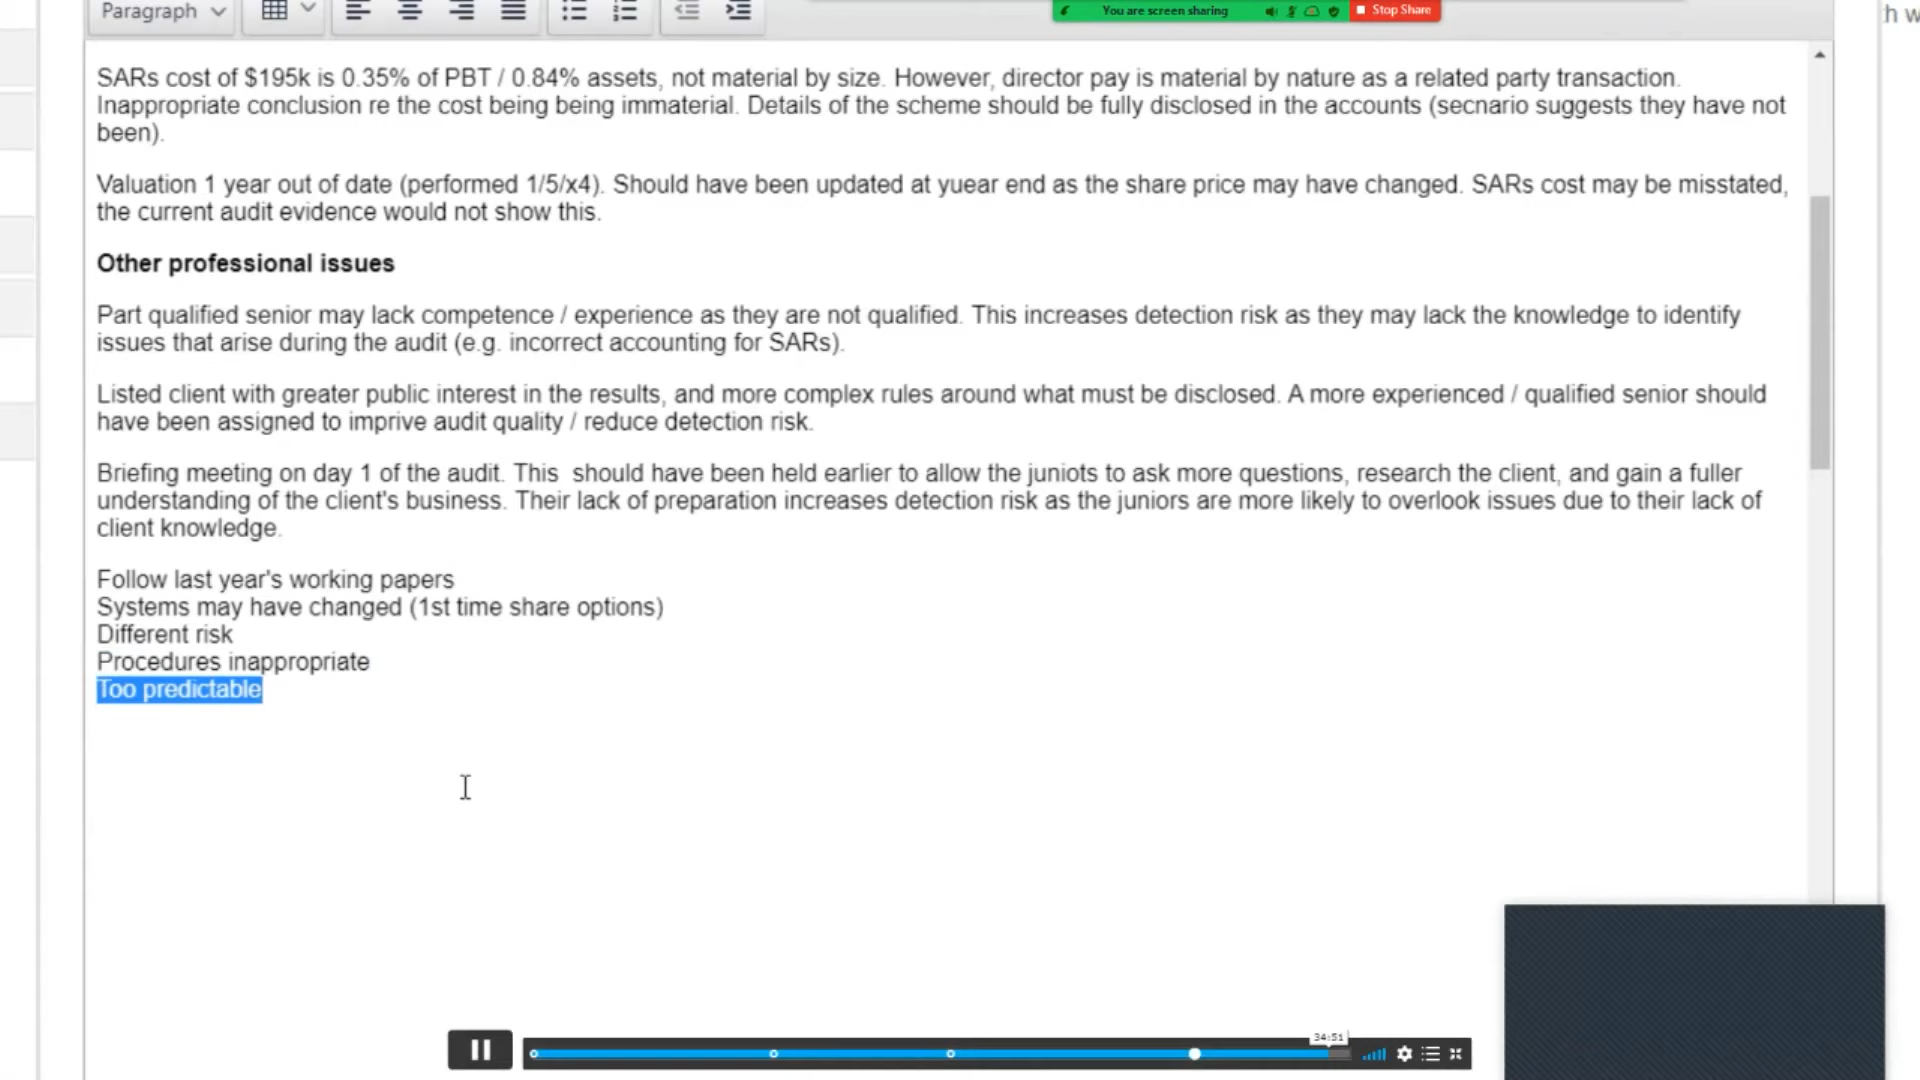 Paragraph
You are screen sharing
Stop Share
h w
SARs cost of $195k is 0.35% of PBT / 0.84% assets, not material by size. However, director pay is material by nature as a related party transaction.
Inappropriate conclusion re the cost being being immaterial. Details of the scheme should be fully disclosed in the accounts (secnario suggests they have not
been).
Valuation 1 year out of date (performed 1/5/x4). Should have been updated at yuear end as the share price may have changed. SARs cost may be misstated,
the current audit evidence would not show this.
Other professional issues
Part qualified senior may lack competence / experience as they are not qualified. This increases detection risk as they may lack the knowledge to identify
issues that arise during the audit (e.g. incorrect accounting for SARs).
Listed client with greater public interest in the results, and more complex rules around what must be disclosed. A more experienced / qualified senior should
have been assigned to imprive audit quality / reduce detection risk.
Briefing meeting on day 1 of the audit. This  should have been held earlier to allow the juniots to ask more questions, research the client, and gain a fuller
understanding of the client's business. Their lack of preparation increases detection risk as the juniors are more likely to overlook issues due to their lack of
client knowledge.
Follow last year's working papers
Systems may have changed (1st time share options)
Different risk
Procedures inappropriate
Too predictable
34:51